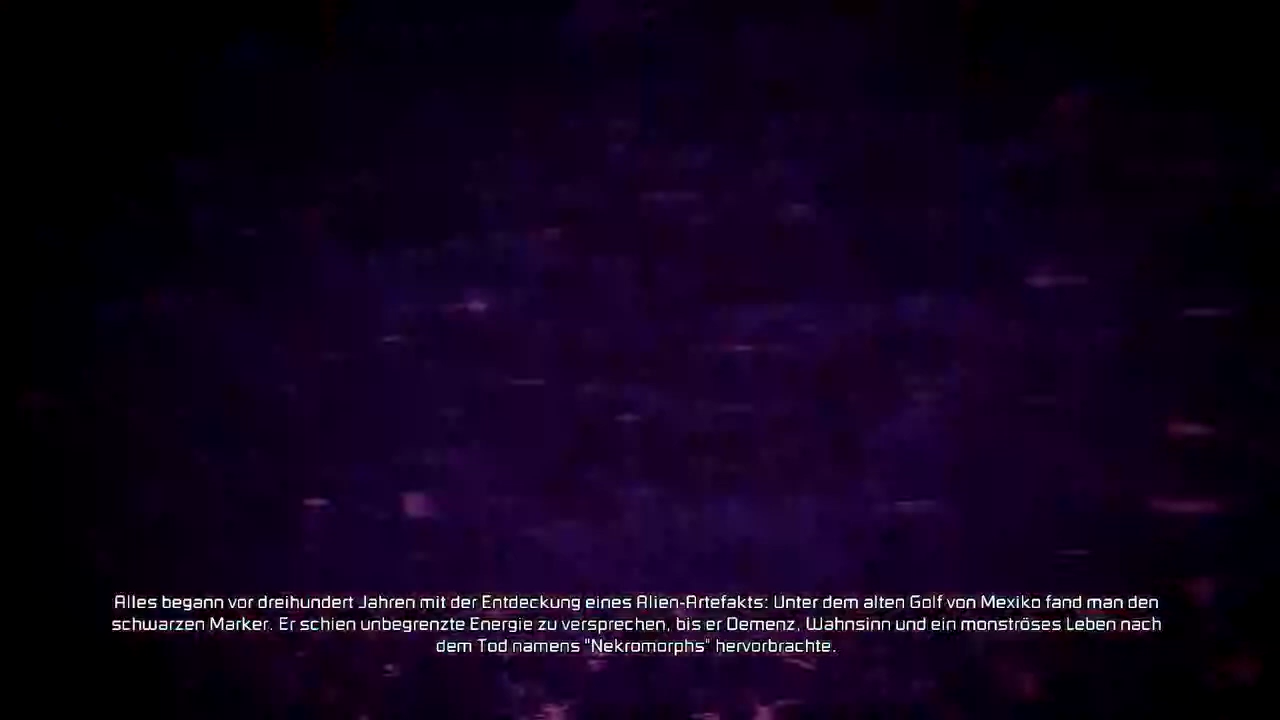 Alles begann vor dreihundert Jahren mit der Entdeckung eines Alien-Artefakts: Unter dem alten Golf von Mexiko fand man den
schwarzen Marker. Er schien unbegrenzte Energie zu versprechen, bis er Demenz, Wahnsinn und ein monströses Leben nach
dem Tod namens "Nekromorphs" hervorbrachte.